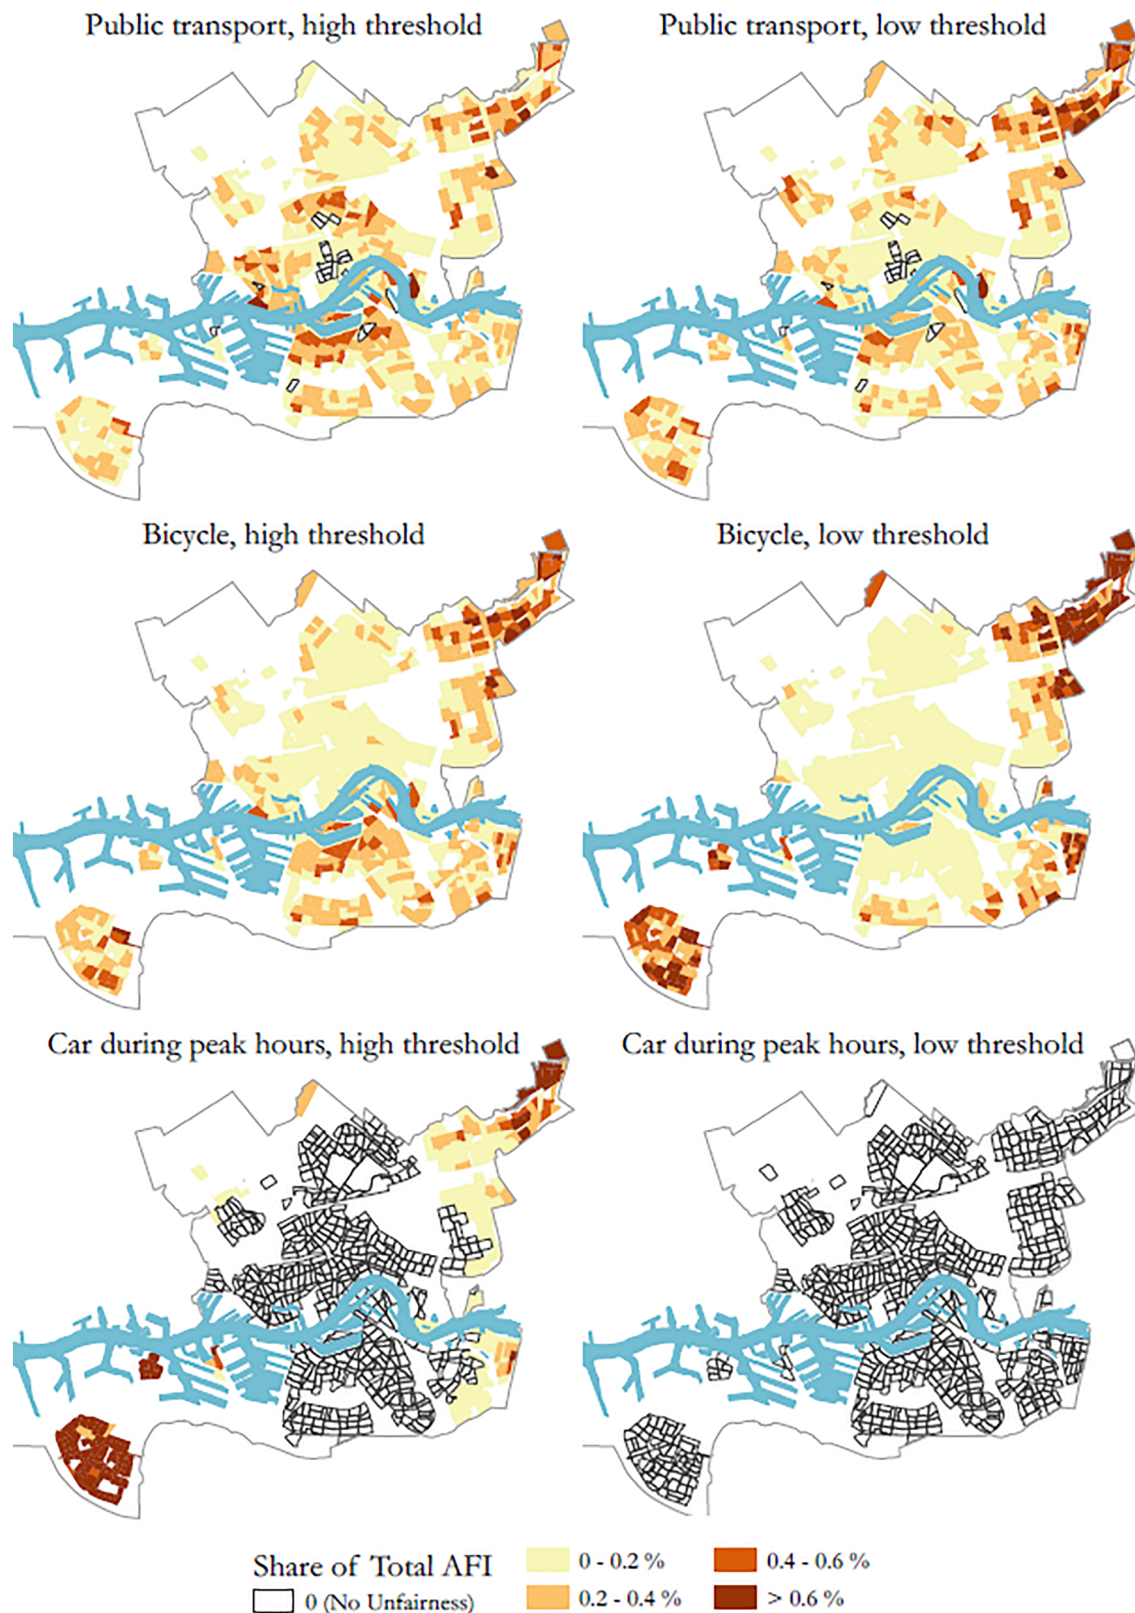 Public transport, high threshold
Public transport, low threshold
Bicycle, high threshold
Bicycle, low threshold
Car during peak hours, high threshold
Car during peak hours, low threshold
Share of Total AFI
0 (No Unfairness)
0 - 0.2 %
0.2 - 0.4 %
0.4 - 0.6 %
> 0.6 %